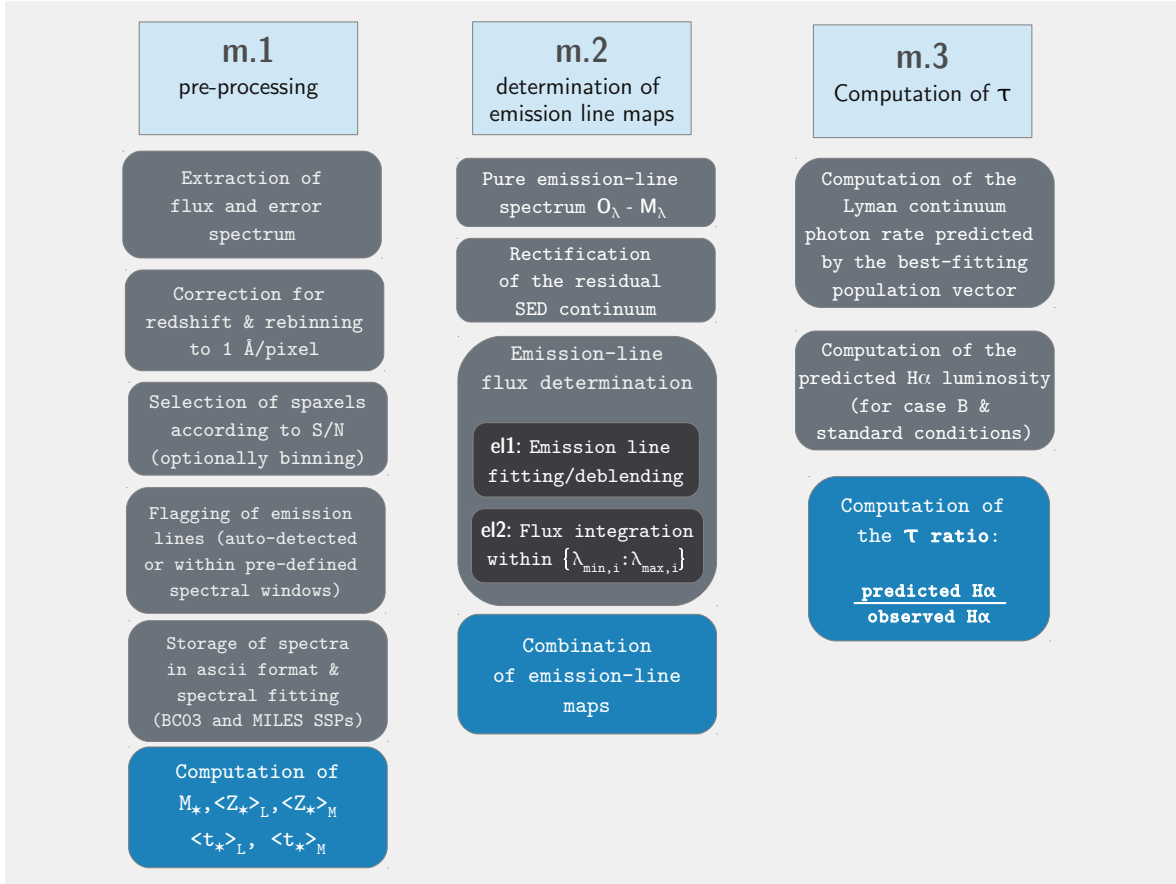 m.1
pre-processing
Extraction of
flux and error
spectrum
Correction for
redshift & rebinning
to 1 Å/pixel
Selection of spaxels
according to S/N
(optionally binning)
Flagging of emission
lines (auto-detected
or within pre-defined
spectral windows)
Storage of spectra
in ascii format &
spectral fitting
(BC03 and MILES SSPs)
Computation of
M∗,<Z∗>L,<Z∗>M
<t∗>L, <t∗>M
m.2
determination of
emission line maps
Pure emission-line
spectrum Oλ - Mλ
Rectification
of the residual
SED continuum
Emission-line
flux determination
el1: Emission line
fitting/deblending
el2: Flux integration
within {λmin,i:λmax,i}
Combination
of emission-line
maps
m.3
Computation of τ
Computation of the
Lyman continuum
photon rate predicted
by the best-fitting
population vector
Computation of the
predicted Hα luminosity
(for case B &
standard conditions)
Computation of
the τ ratio:
predicted Hα
observed Hα